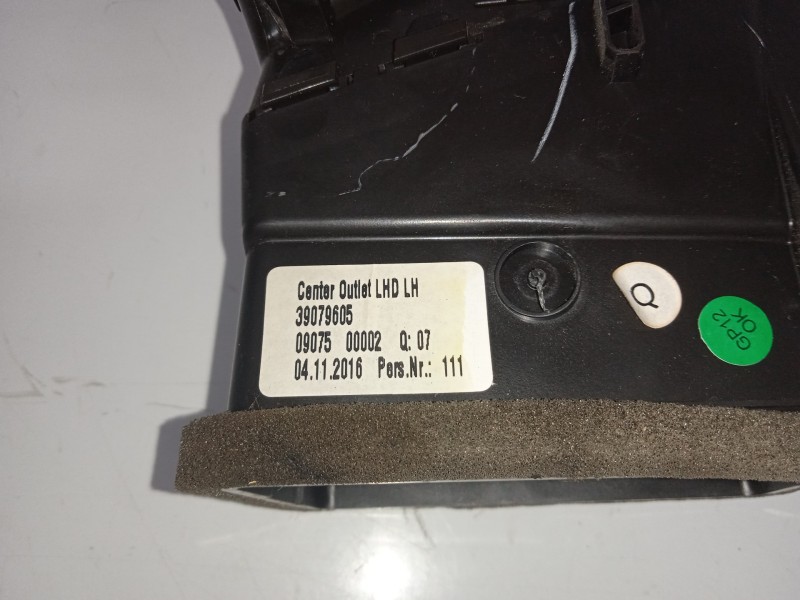 Center Outlet LHD LH
39079605
09075 00002 Q: 07
04.11.2016 Pers.Nr.: 111
Q
GP12
OK